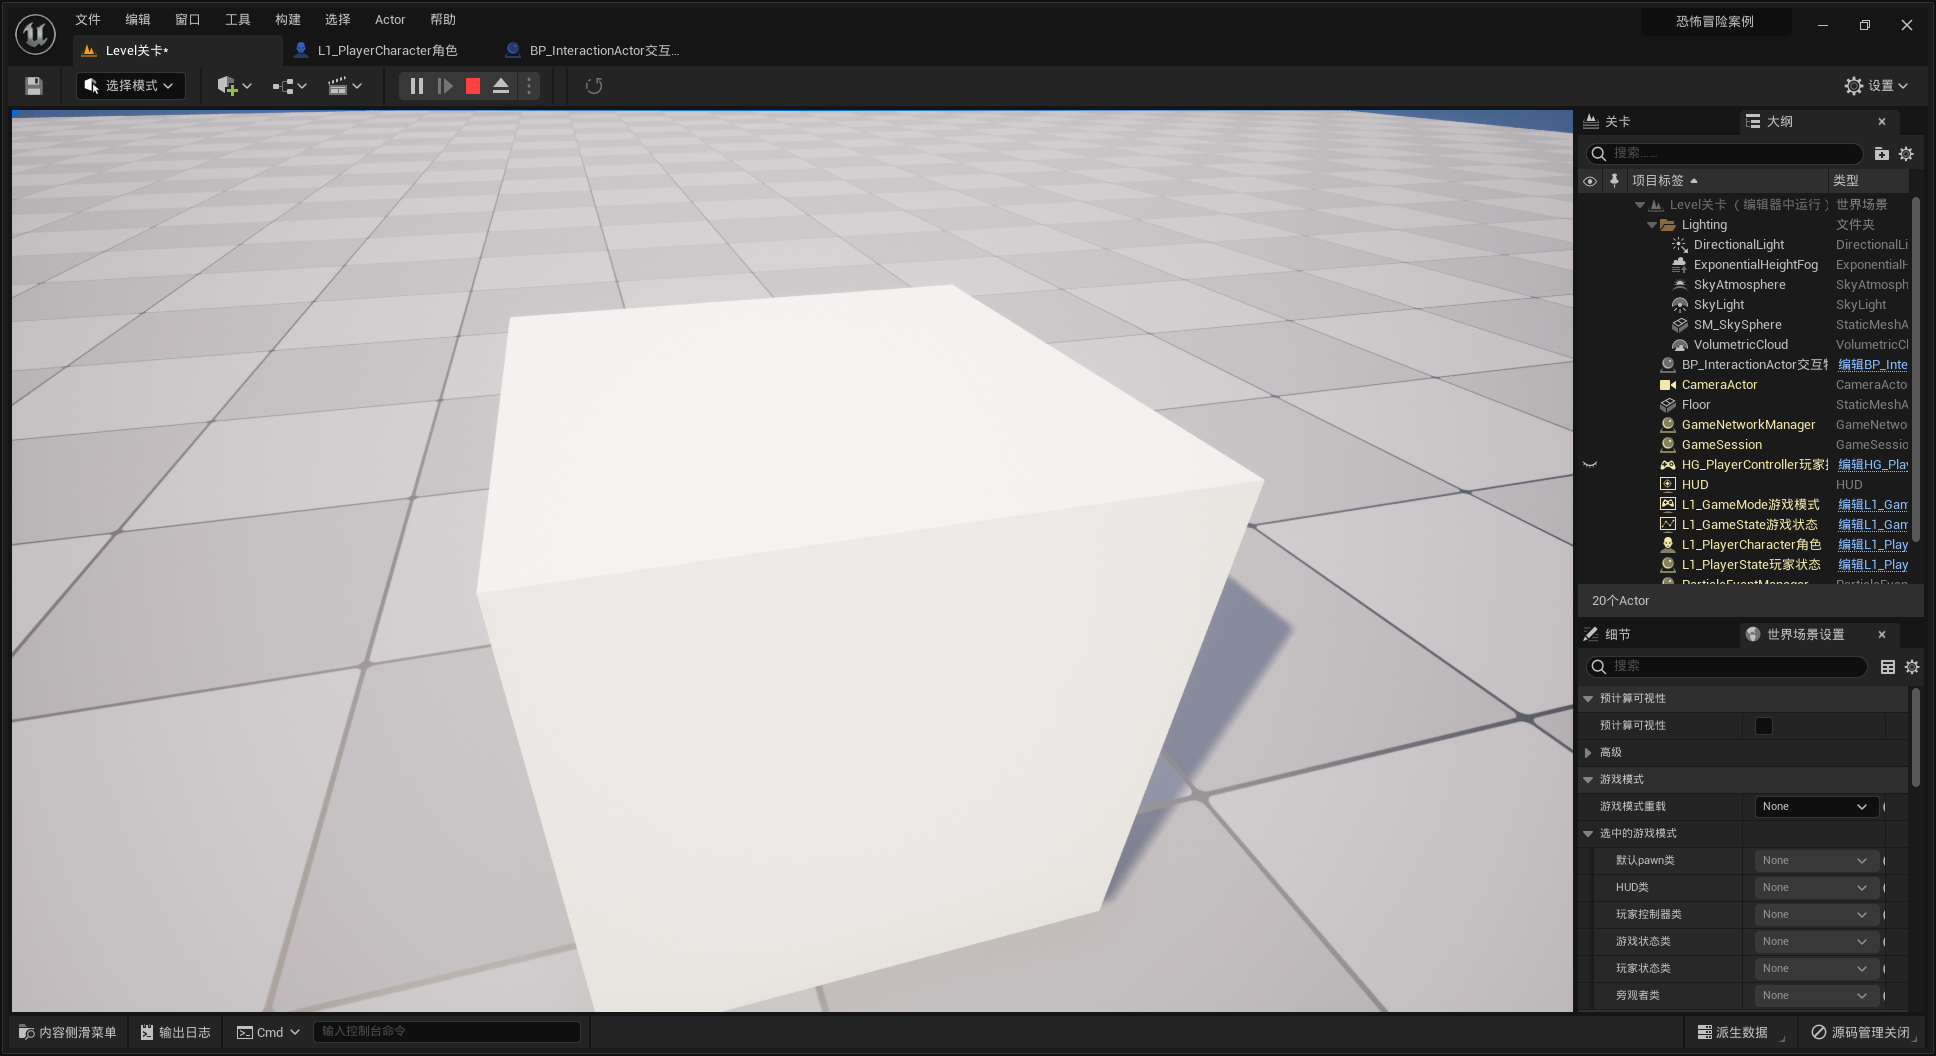 文件 编辑 窗口 工具 构建 选择 Actor 帮助
恐怖冒险案例
Level关卡*
L1_PlayerCharacter角色
BP_InteractionActor交互...
选择模式
设置
关卡
大纲
搜索......
项目标签
类型
Level关卡（编辑器中运行） 世界场景
Lighting 文件夹
DirectionalLight DirectionalLi
ExponentialHeightFog ExponentialH
SkyAtmosphere SkyAtmosph
SkyLight SkyLight
SM_SkySphere StaticMeshA
VolumetricCloud VolumetricCl
BP_InteractionActor交互 编辑BP_Inte
CameraActor CameraActo
Floor StaticMeshA
GameNetworkManager GameNetwo
GameSession GameSessio
HG_PlayerController玩家 编辑HG_Play
HUD HUD
L1_GameMode游戏模式 编辑L1_Gam
L1_GameState游戏状态 编辑L1_Gam
L1_PlayerCharacter角色 编辑L1_Play
L1_PlayerState玩家状态 编辑L1_Play
ParticleEventManager ParticleEven
20个Actor
细节
世界场景设置
搜索
预计算可视性
预计算可视性
高级
游戏模式
游戏模式重载 None
选中的游戏模式
默认pawn类 None
HUD类 None
玩家控制器类 None
游戏状态类 None
玩家状态类 None
旁观者类 None
内容侧滑菜单
输出日志
Cmd
输入控制台命令
派生数据
源码管理关闭